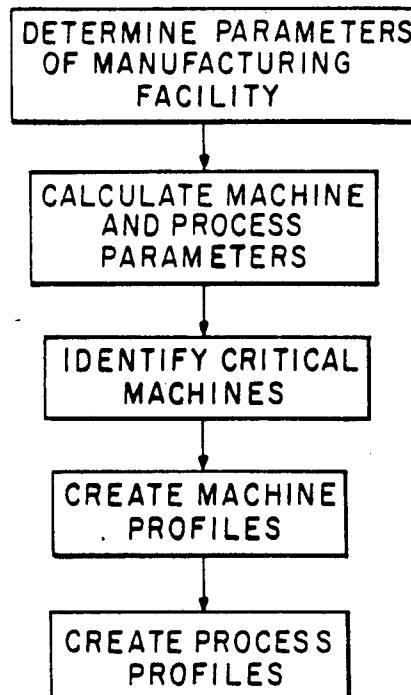 DETERMINE PARAMETERS
OF MANUFACTURING
FACILITY
CALCULATE MACHINE
AND PROCESS
PARAMETERS
IDENTIFY CRITICAL
MACHINES
CREATE MACHINE
PROFILES
CREATE PROCESS
PROFILES